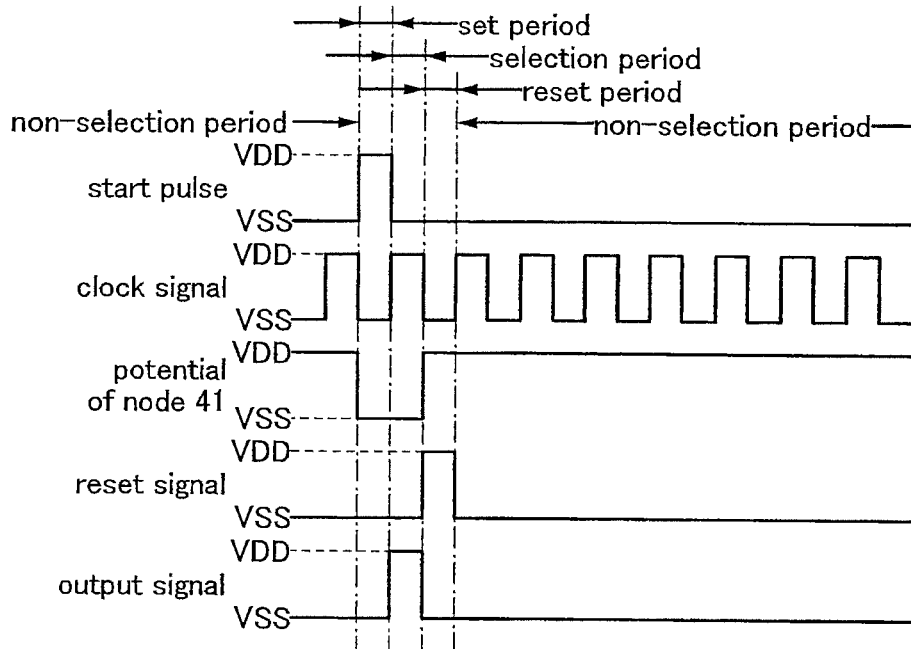 set period
selection period
reset period
non-selection period
non-selection period
VDD
start pulse
VSS
VDD
clock signal
VSS
VDD
potential
of node 41
VSS
VDD
reset signal
VSS
VDD
output signal
VSS